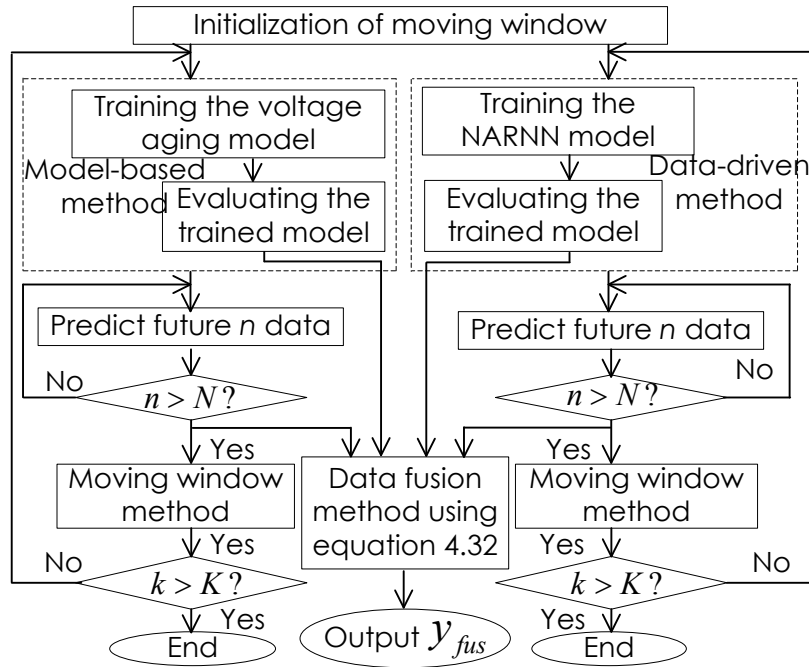 Initialization of moving window
Training the voltage
aging model
Model-based
method
Evaluating the
trained model
Training the
NARNN model
Data-driven
method
Evaluating the
trained model
Predict future n data
No
n > N?
Yes
Predict future n data
No
n > N?
Yes
Moving window
method
Data fusion
method using
equation 4.32
Moving window
method
Yes
No
k > K?
Yes
End
Output y_fus
Yes
k > K?
No
Yes
End